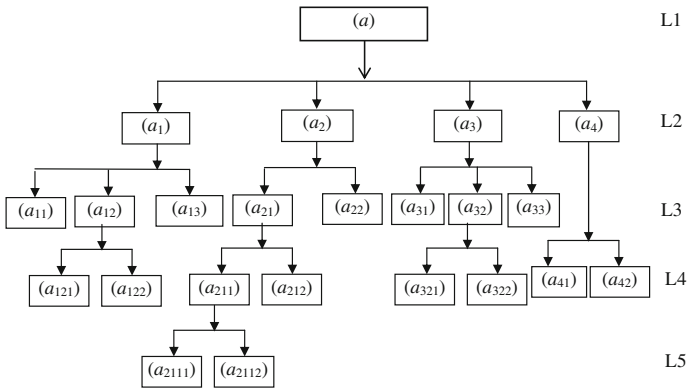 (a) L1
(a₁) (a₂) (a₃) (a₄) L2
(a₁₁) (a₁₂) (a₁₃) (a₂₁) (a₂₂) (a₃₁) (a₃₂) (a₃₃) L3
(a₁₂₁) (a₁₂₂) (a₂₁₁) (a₂₁₂) (a₃₂₁) (a₃₂₂) (a₄₁) (a₄₂) L4
(a₂₁₁₁) (a₂₁₁₂) L5